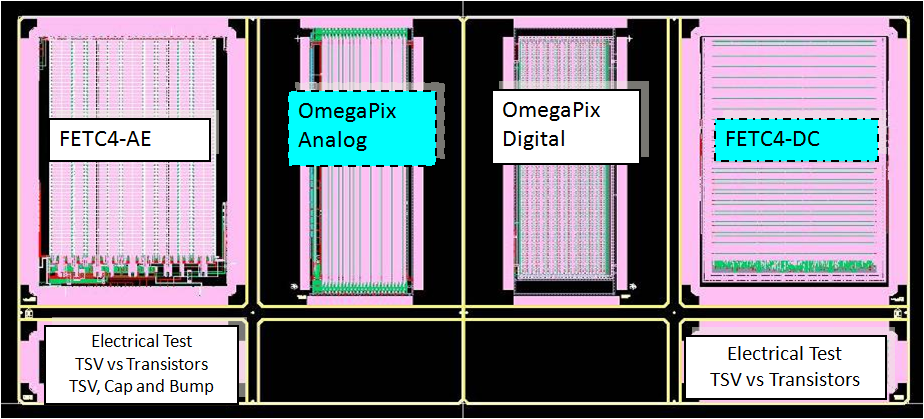 FETC4-AE
OmegaPix
Analog
OmegaPix
Digital
FETC4-DC
Electrical Test
TSV vs Transistors
TSV, Cap and Bump
Electrical Test
TSV vs Transistors